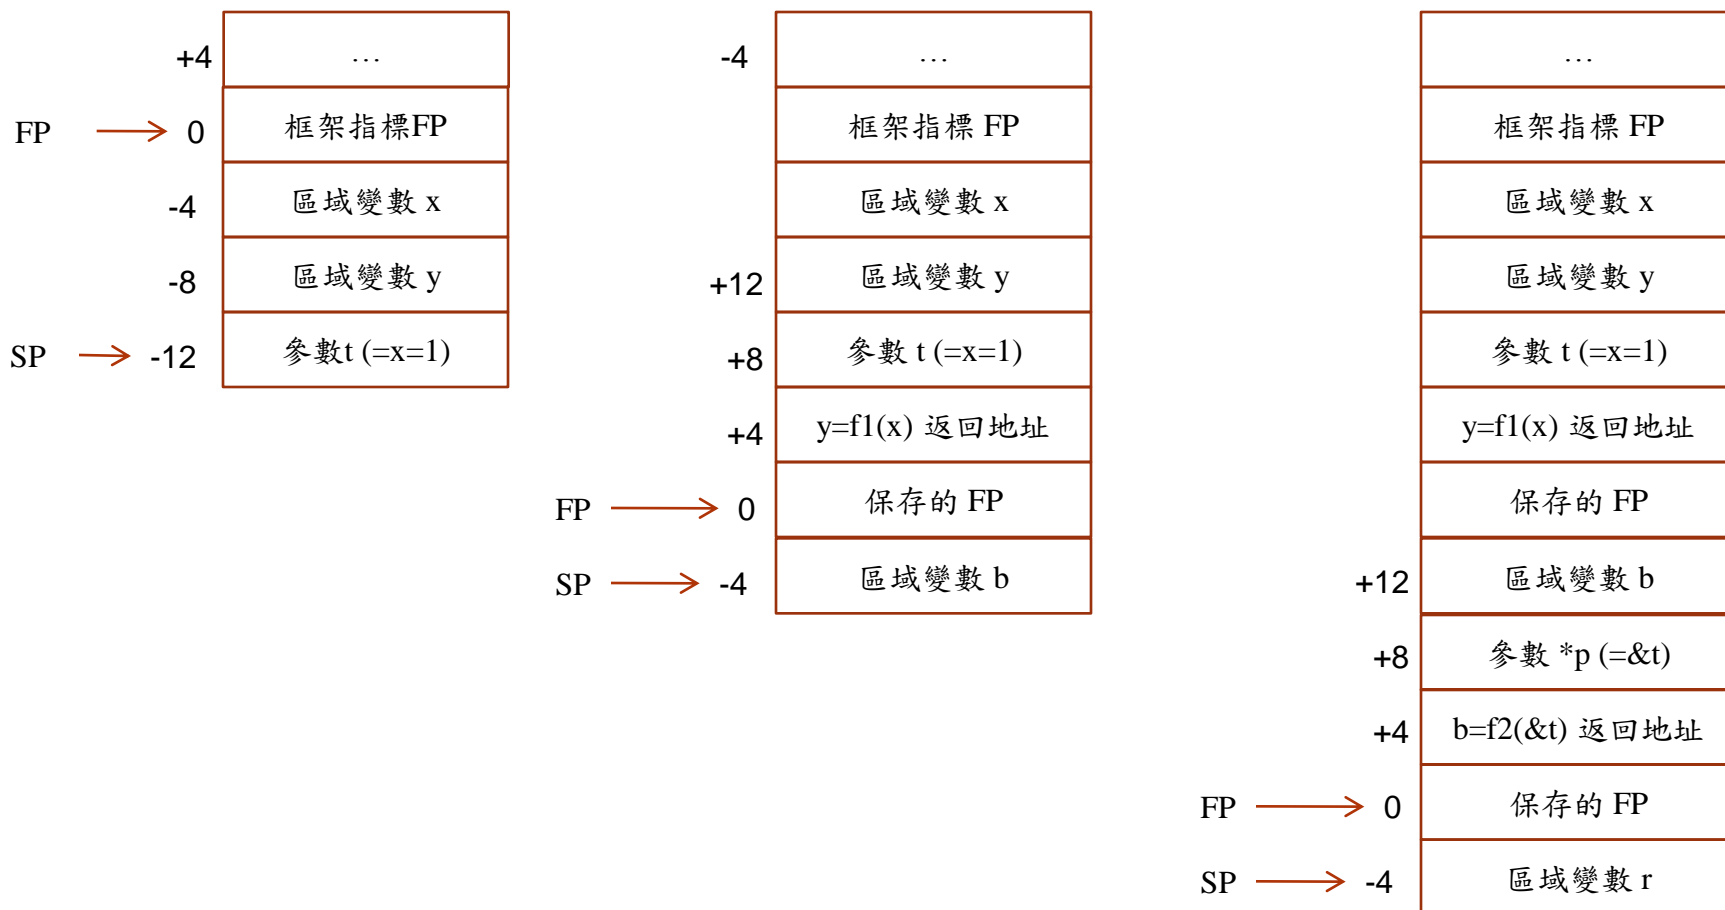 +4 …
FP 0 框架指標FP
-4 區域變數 x
-8 區域變數 y
SP -12 參數t (=x=1)
-4 …
框架指標 FP
區域變數 x
+12 區域變數 y
+8 參數 t (=x=1)
+4 y=f1(x) 返回地址
FP 0 保存的 FP
SP -4 區域變數 b
…
框架指標 FP
區域變數 x
區域變數 y
參數 t (=x=1)
y=f1(x) 返回地址
保存的 FP
+12 區域變數 b
+8 參數 *p (=&t)
+4 b=f2(&t) 返回地址
FP 0 保存的 FP
SP -4 區域變數 r